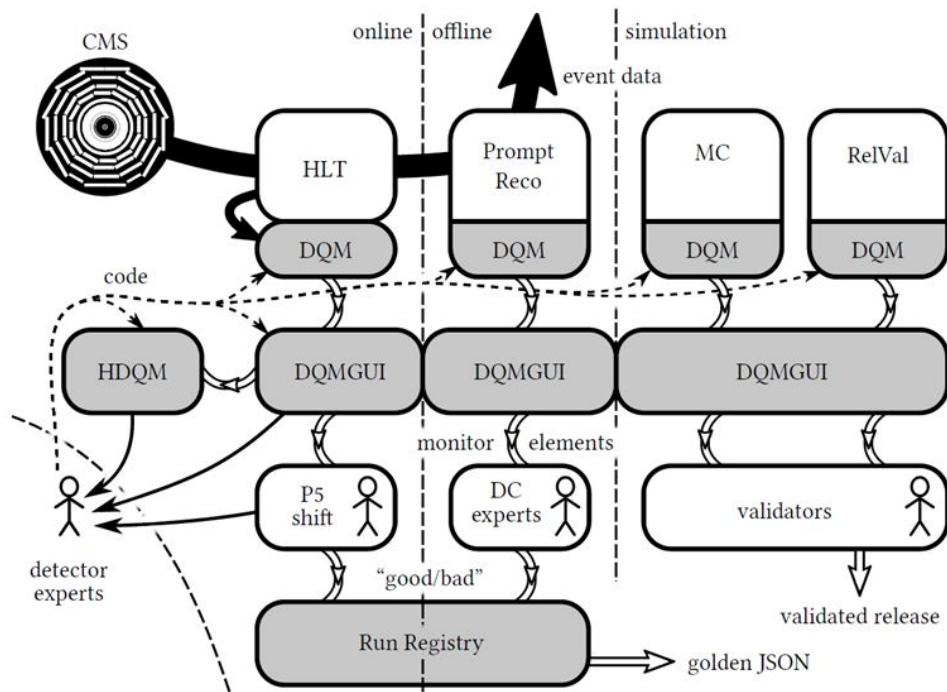 online
offline
simulation
CMS
event data
HLT
Prompt
Reco
MC
RelVal
DQM
DQM
DQM
DQM
code
HDQM
DQMGUI
DQMGUI
DQMGUI
monitor
elements
P5
shift
DC
experts
validators
detector
experts
“good/bad”
validated release
Run Registry
golden JSON